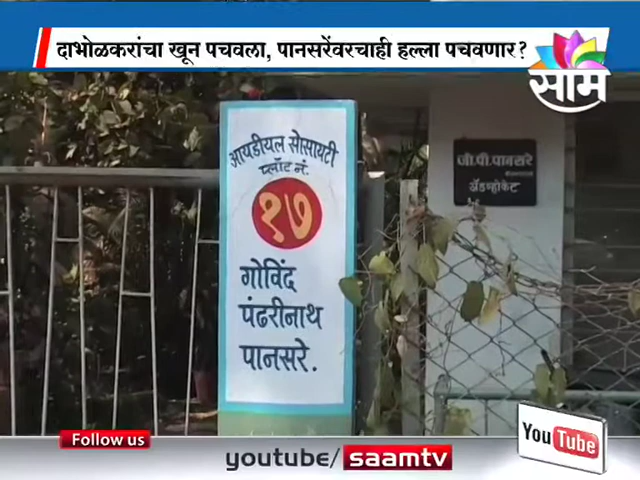 दाभोळकरांचा खून पचवला, पानसरेंवरचाही हल्ला पचवणार?
साम
आयडीयल सोसायटी
प्लॉट नं.
१७
गोविंद
पंढरीनाथ
पानसरे.
जी.पी.पानसरे
ॲडव्होकेट
Follow us
youtube/saamtv
YouTube